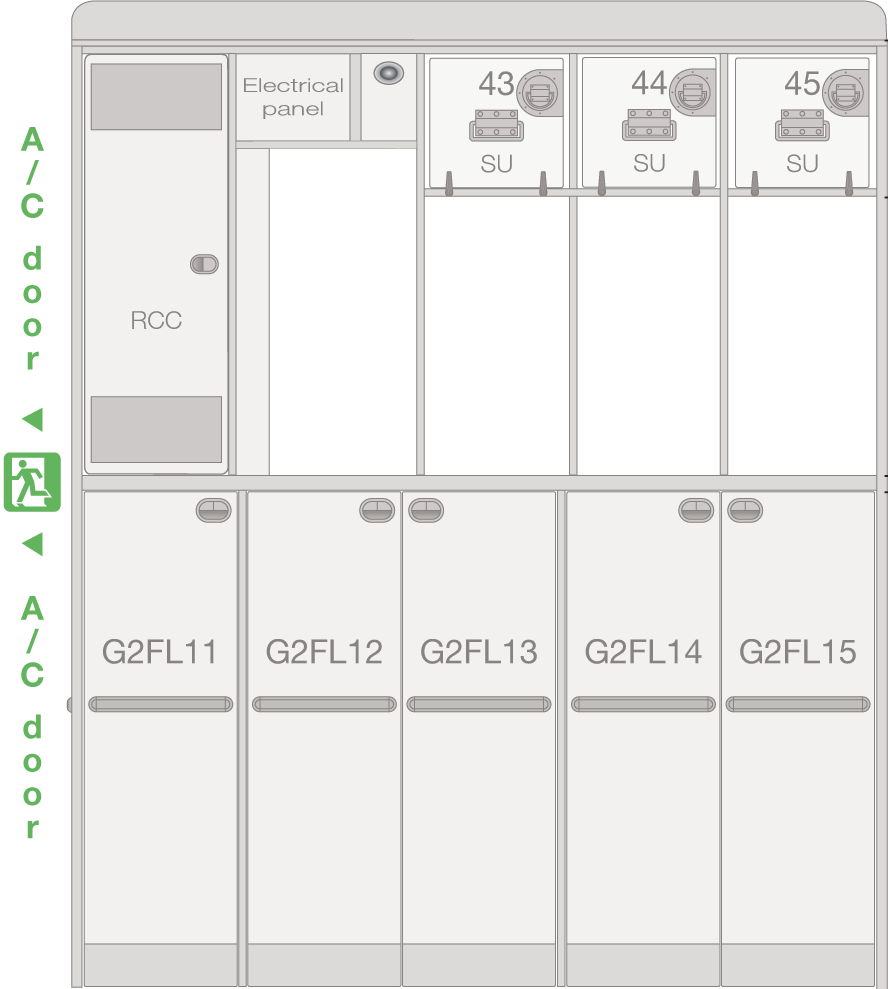 A/C door
A/C door
Electrical
panel
43
SU
44
SU
45
SU
RCC
G2FL11
G2FL12
G2FL13
G2FL14
G2FL15